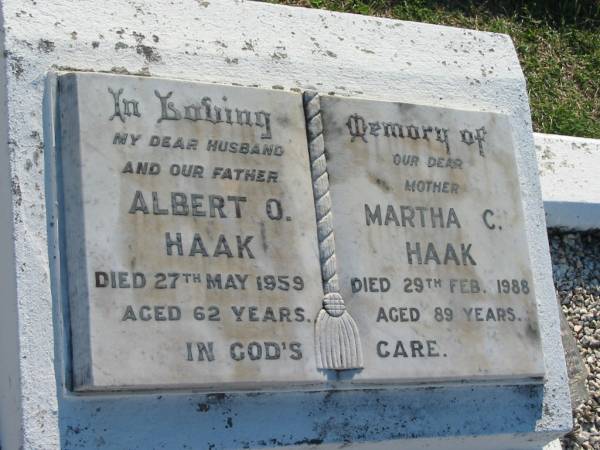 In Loving
MY DEAR HUSBAND
AND OUR FATHER
ALBERT O.
HAAK
DIED 27TH MAY 1959
AGED 62 YEARS.
Memory of
OUR DEAR
MOTHER
MARTHA C.
HAAK
DIED 29TH FEB. 1988
AGED 89 YEARS.
IN GOD'S CARE.